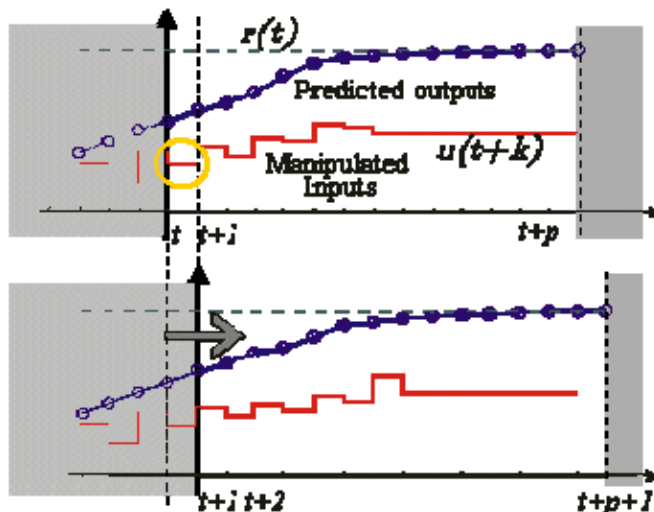 r(t)
Predicted outputs
u(t+k)
Manipulated
Inputs
t t+1 t+p
t+1 t+2 t+p+1